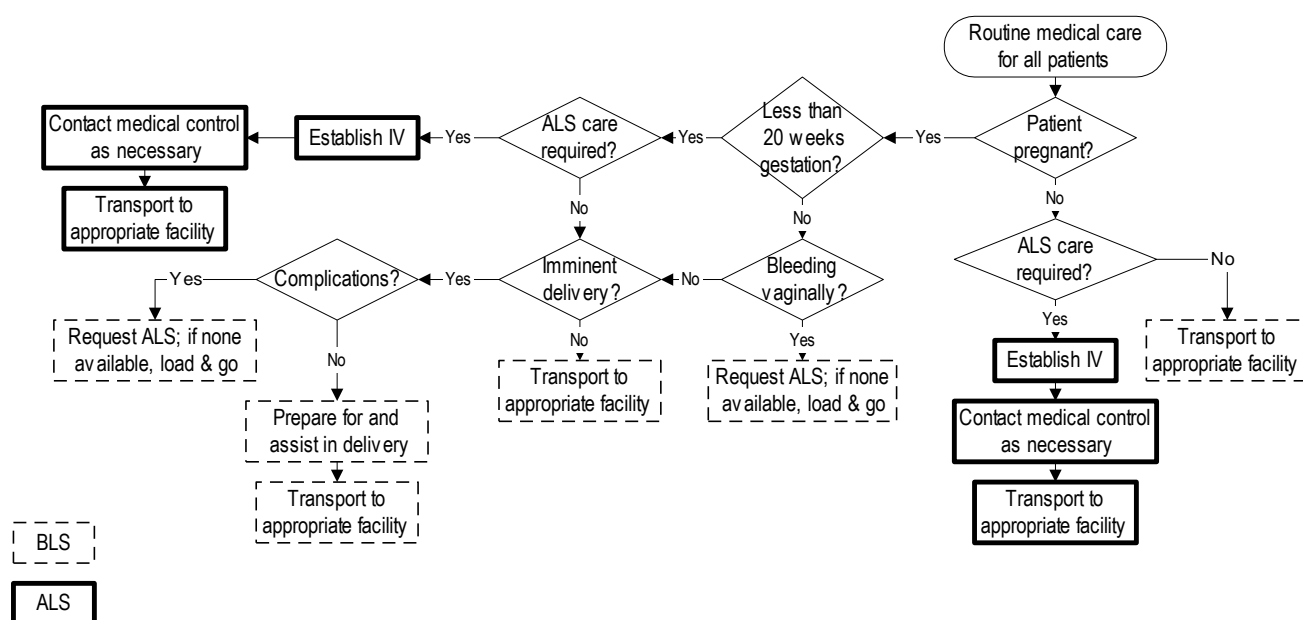 Routine medical care
for all patients
Patient
pregnant?
Yes
No
Less than
20 weeks
gestation?
Yes
No
ALS care
required?
Yes
No
Establish IV
Contact medical control
as necessary
Transport to
appropriate facility
ALS care
required?
No
Yes
Transport to
appropriate facility
Establish IV
Contact medical control
as necessary
Transport to
appropriate facility
Bleeding
vaginally?
No
Yes
Request ALS; if none
available, load & go
Imminent
delivery?
Yes
No
Transport to
appropriate facility
Complications?
Yes
No
Request ALS; if none
available, load & go
Prepare for and
assist in delivery
Transport to
appropriate facility
BLS
ALS